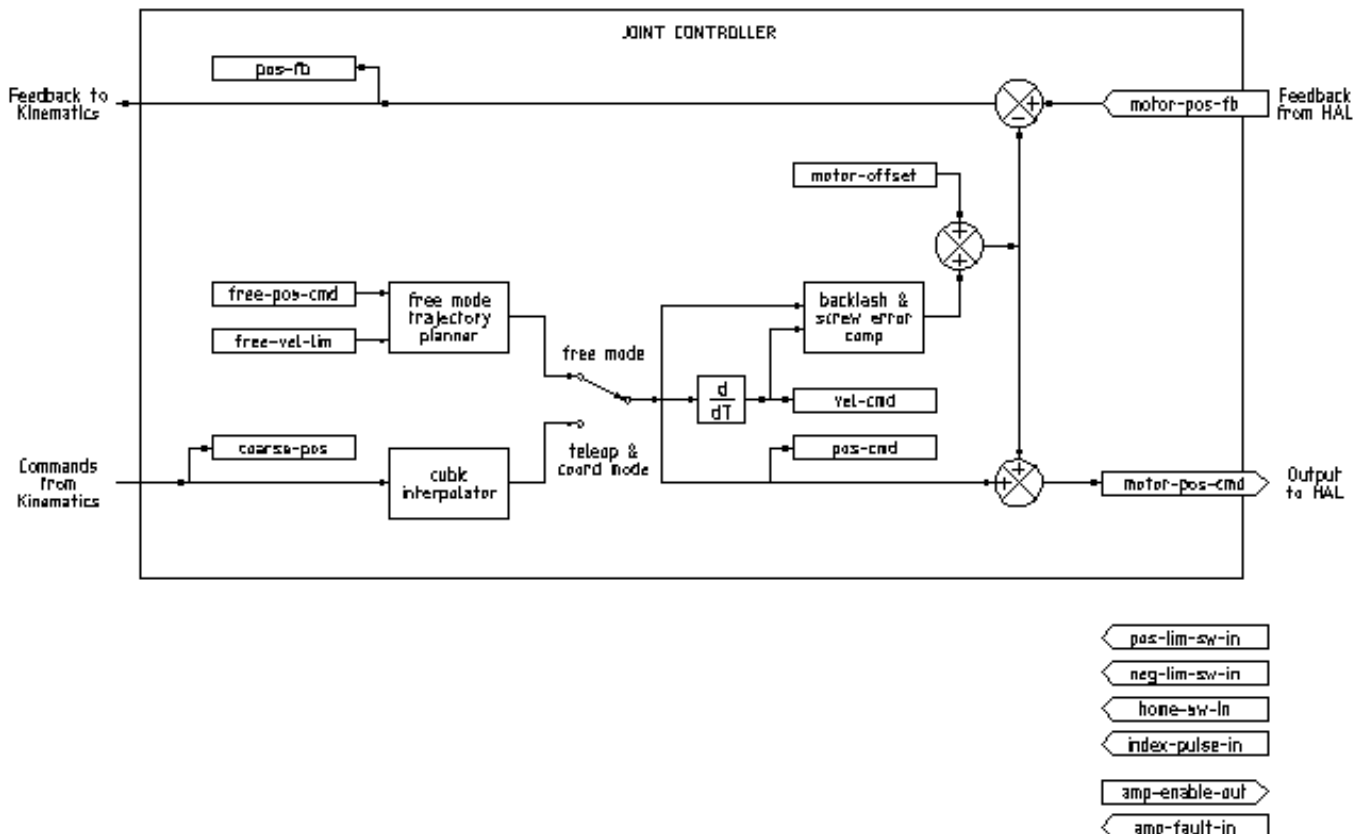 JOINT CONTROLLER
pos-fb
Feedback to
Kinematics
motor-pos-fb
Feedback
from HAL
motor-offset
free-pos-cmd
free-vel-lim
free mode
trajectory
planner
backlash &
screw error
comp
free mode
d
dT
vel-cmd
coarse-pos
teleop &
coord mode
pos-cmd
Commands
from
Kinematics
cubic
interpolator
motor-pos-cmd
Output
to HAL
pos-lim-sw-in
neg-lim-sw-in
home-sw-in
index-pulse-in
amp-enable-out
amp-fault-in